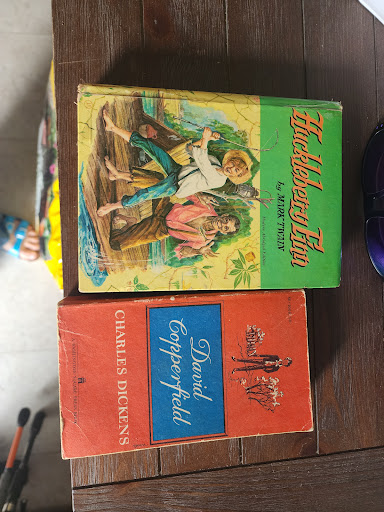 Huckleberry Finn
by MARK TWAIN
David
Copperfield
CHARLES DICKENS